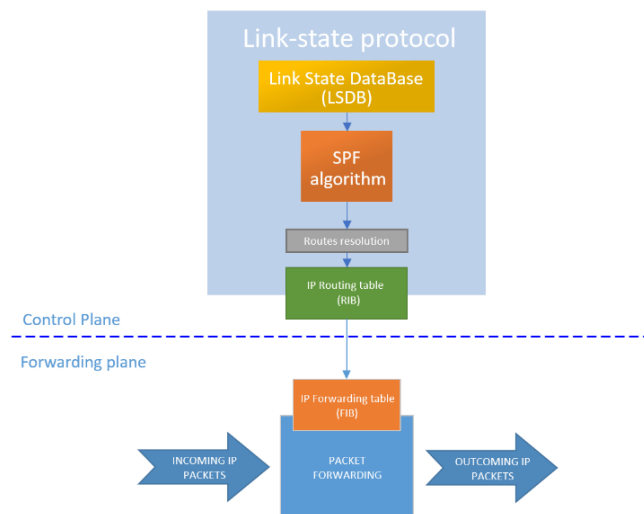 Link-state protocol
Link State DataBase
(LSDB)
SPF
algorithm
Routes resolution
IP Routing table
(RIB)
Control Plane
Forwarding plane
IP Forwarding table
(FIB)
INCOMING IP
PACKETS
PACKET
FORWARDING
OUTCOMING IP
PACKETS